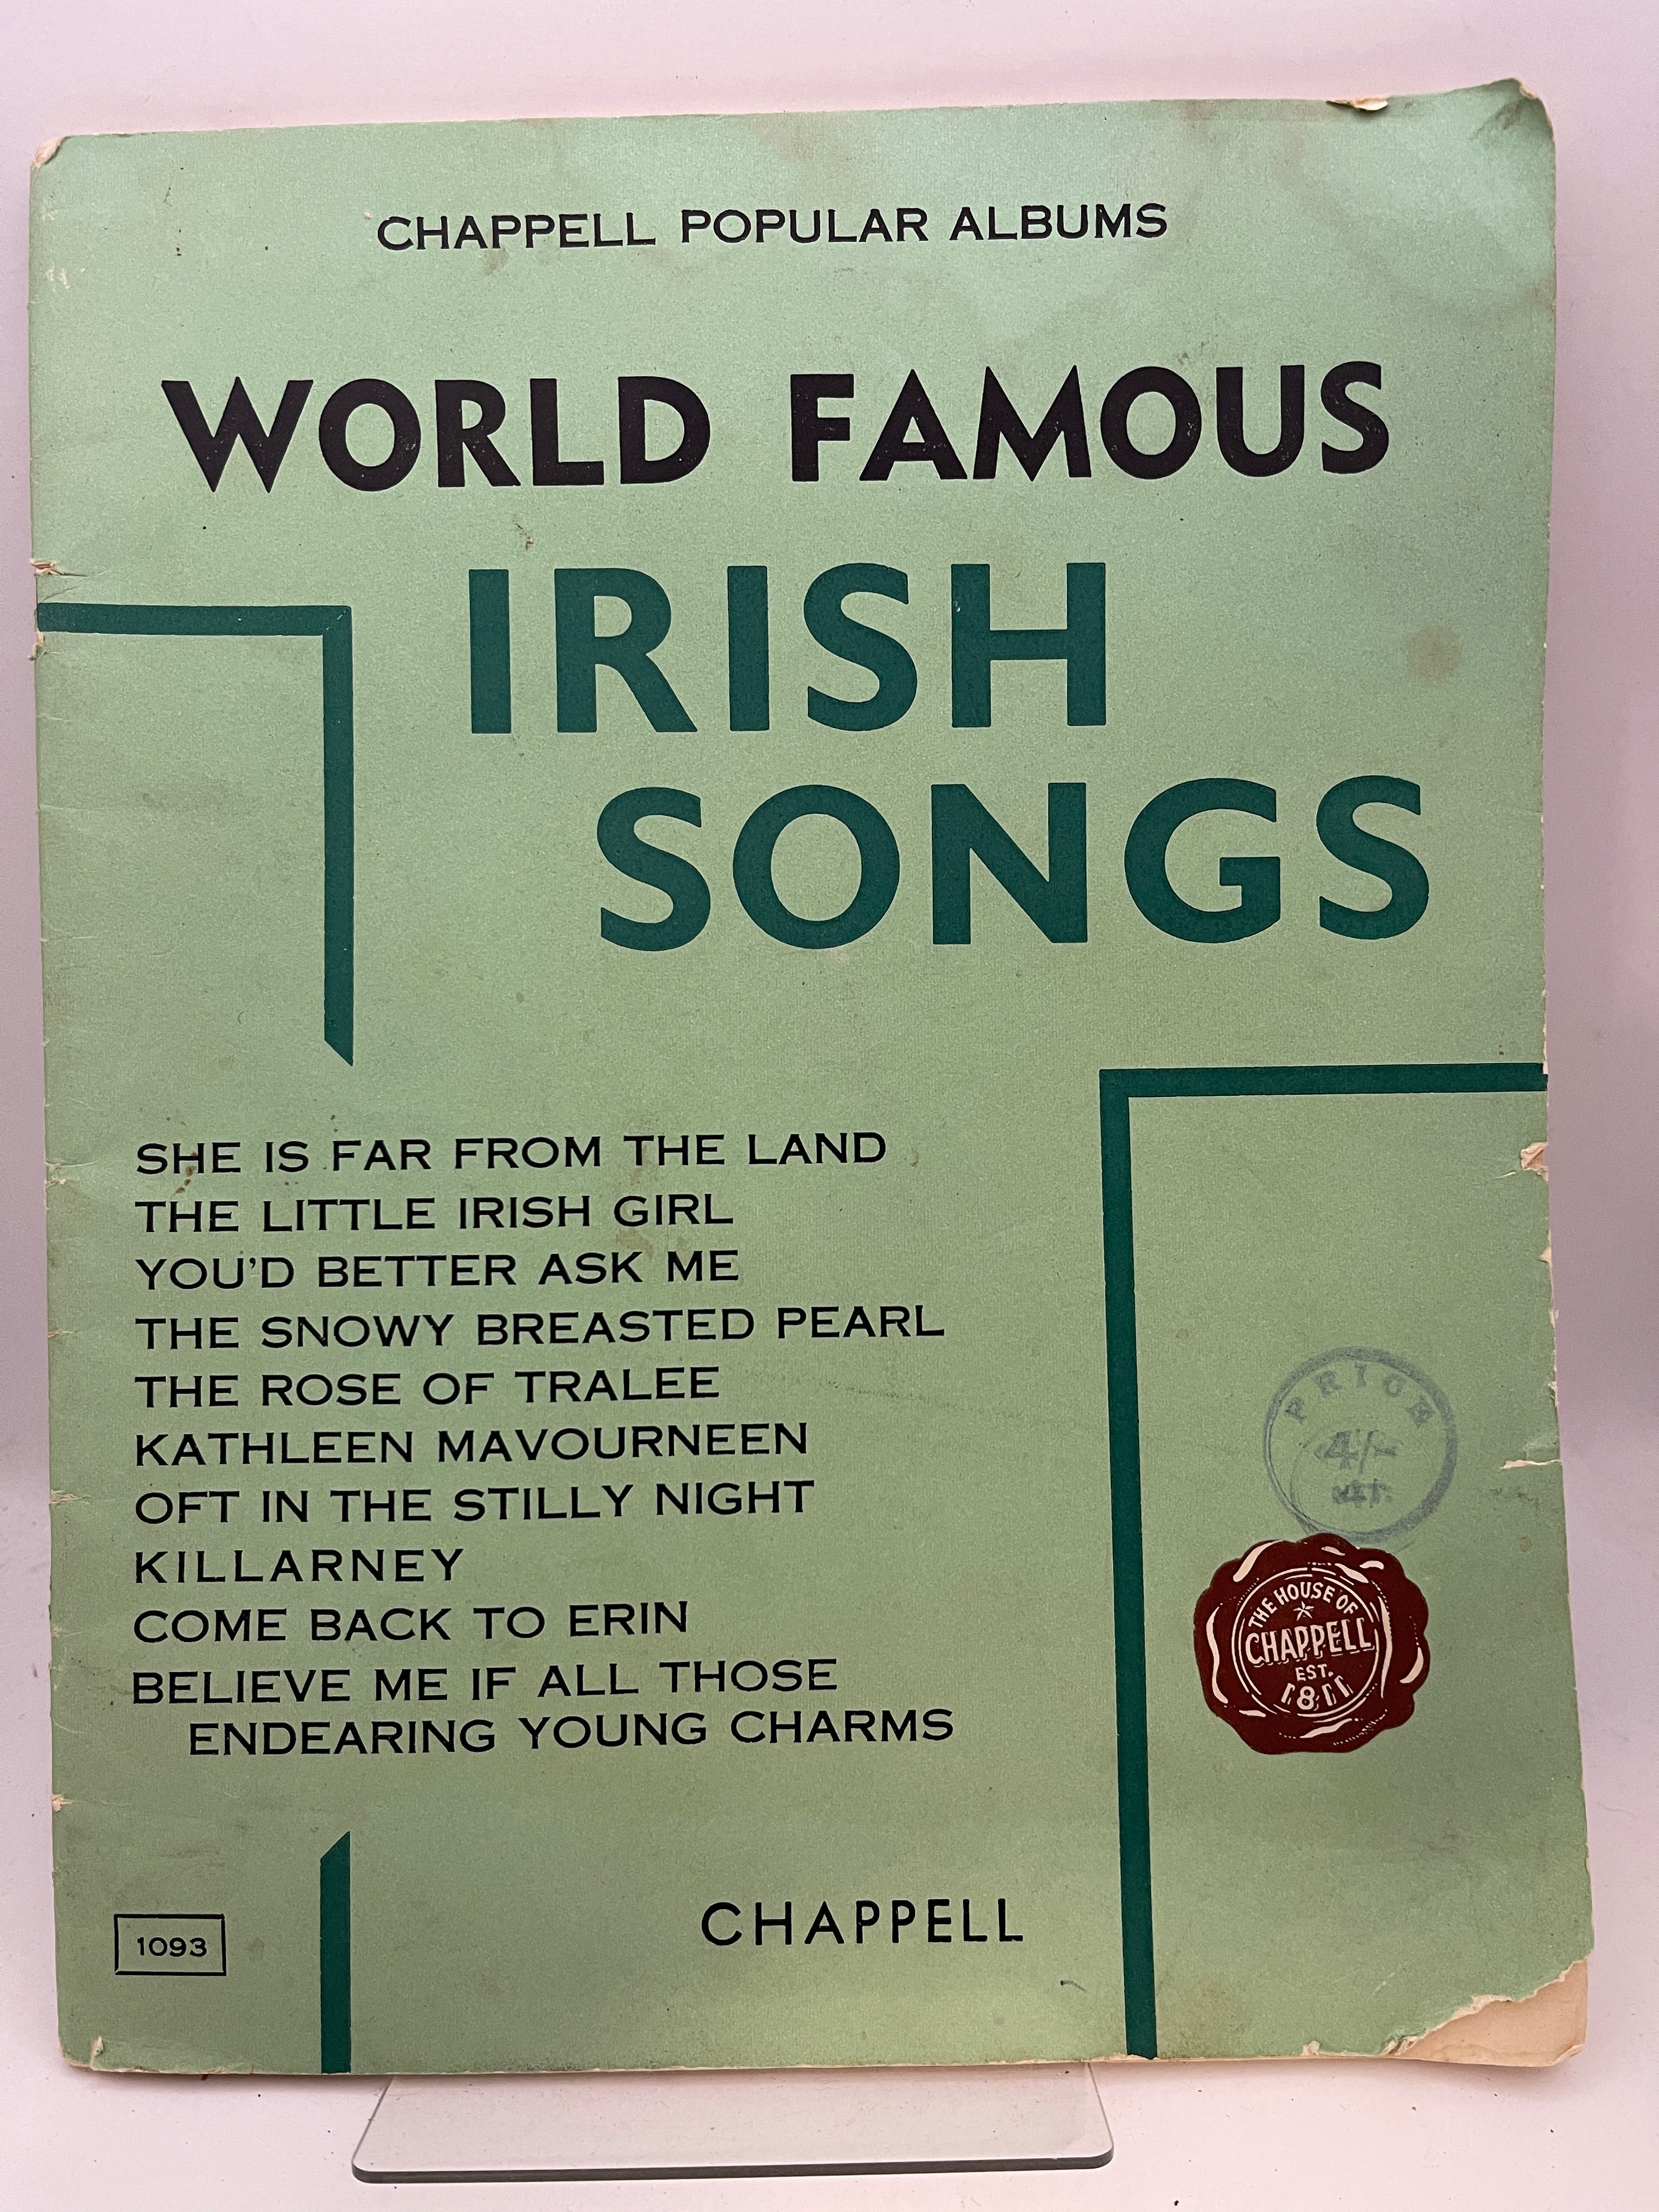 CHAPPELL POPULAR ALBUMS
WORLD FAMOUS
IRISH
SONGS
SHE IS FAR FROM THE LAND
THE LITTLE IRISH GIRL
YOU'D BETTER ASK ME
THE SNOWY BREASTED PEARL
THE ROSE OF TRALEE
KATHLEEN MAVOURNEEN
OFT IN THE STILLY NIGHT
KILLARNEY
COME BACK TO ERIN
BELIEVE ME IF ALL THOSE
ENDEARING YOUNG CHARMS
PRICE
4/-
THE HOUSE OF
CHAPPELL
EST.
1811
CHAPPELL
1093